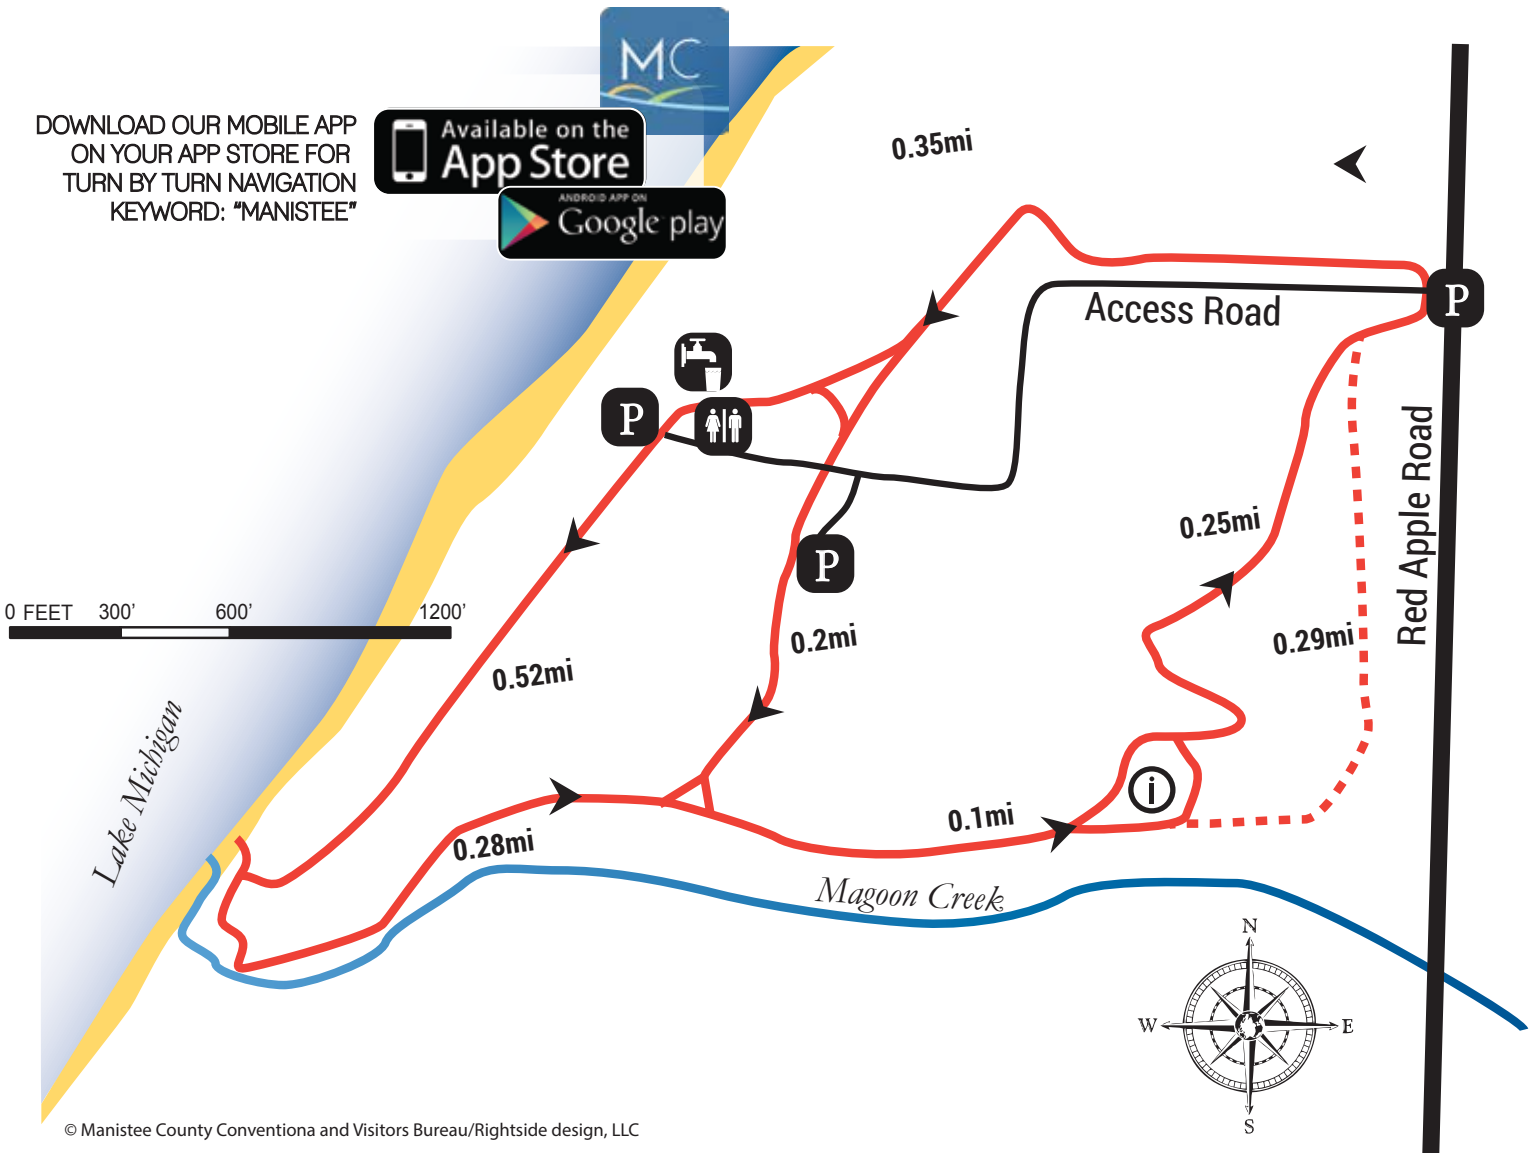 MC
DOWNLOAD OUR MOBILE APP
ON YOUR APP STORE FOR
TURN BY TURN NAVIGATION
KEYWORD: “MANISTEE”
Available on the
App Store
ANDROID APP ON
Google play
0.35mi
P
Access Road
P
P
0.25mi
Red Apple Road
0 FEET 300’ 600’ 1200’
0.2mi
0.29mi
0.52mi
Lake Michigan
i
0.1mi
0.28mi
Magoon Creek
N
W E
S
© Manistee County Conventiona and Visitors Bureau/Rightside design, LLC